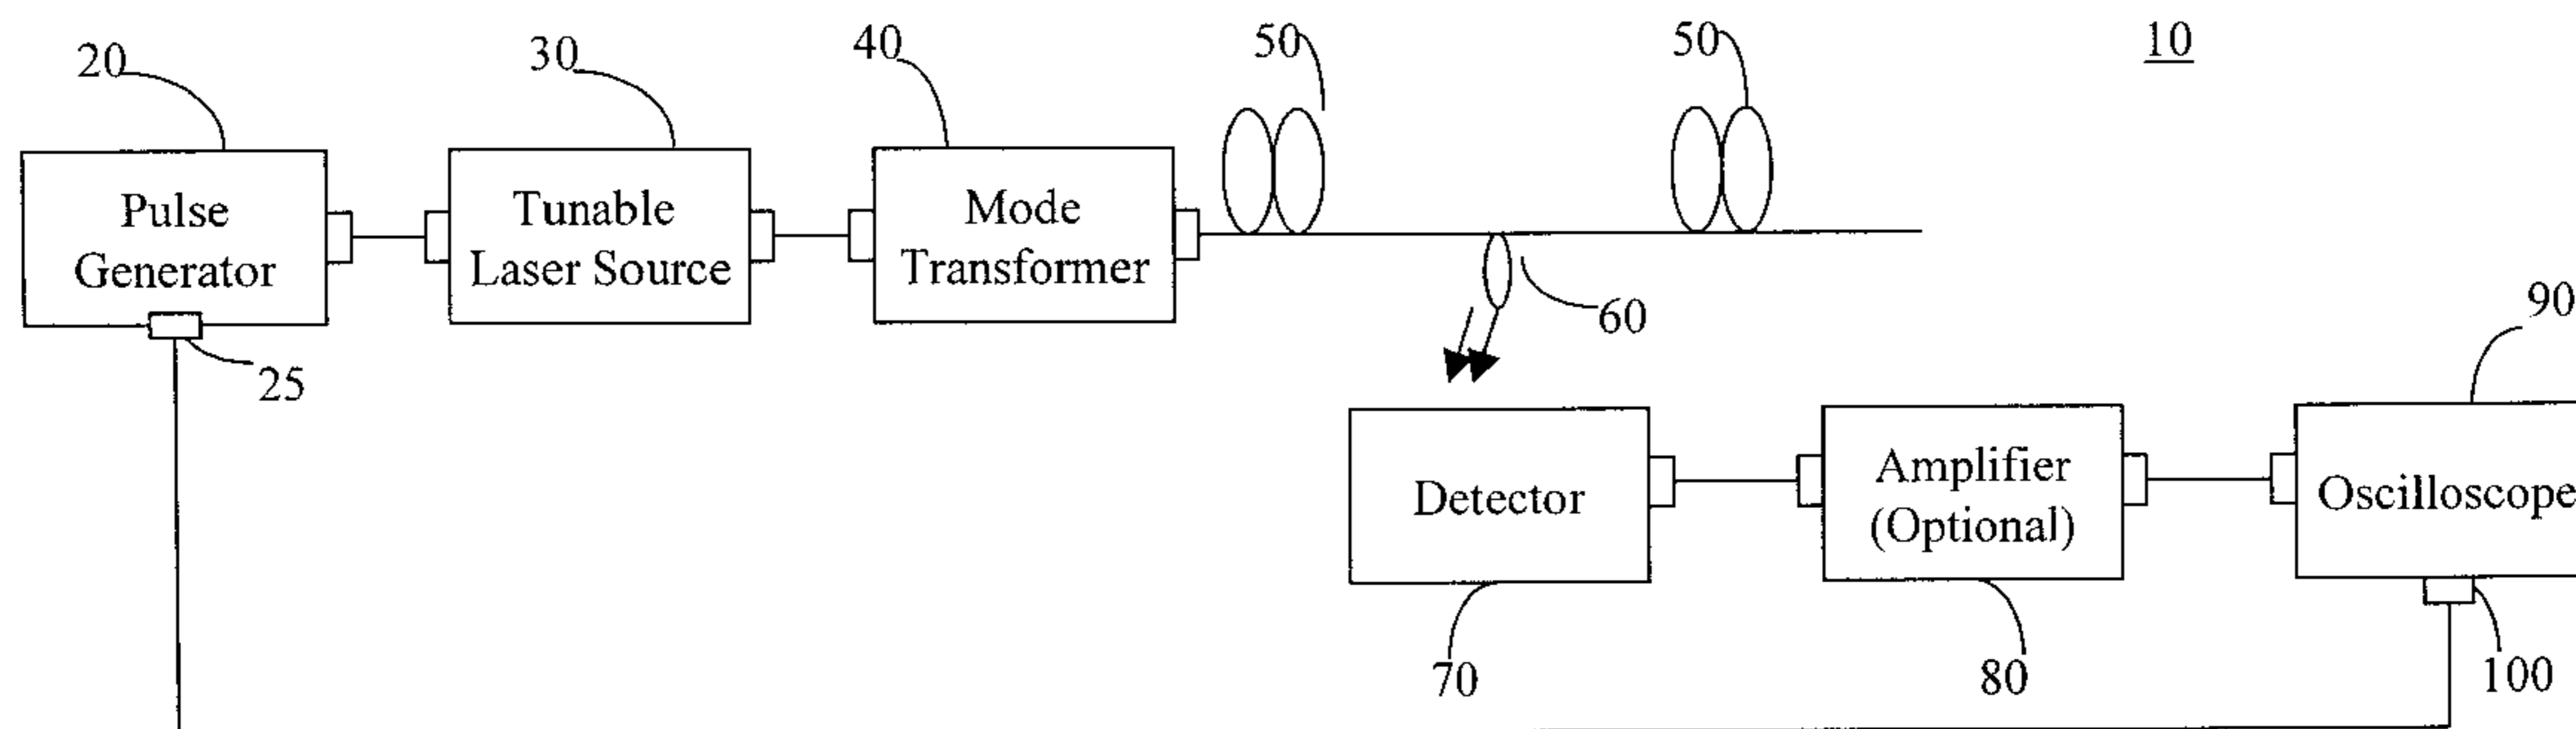 20
30
40
50
50
10
Pulse
Generator
Tunable
Laser Source
Mode
Transformer
25
60
90
Detector
Amplifier
(Optional)
Oscilloscope
70
80
100